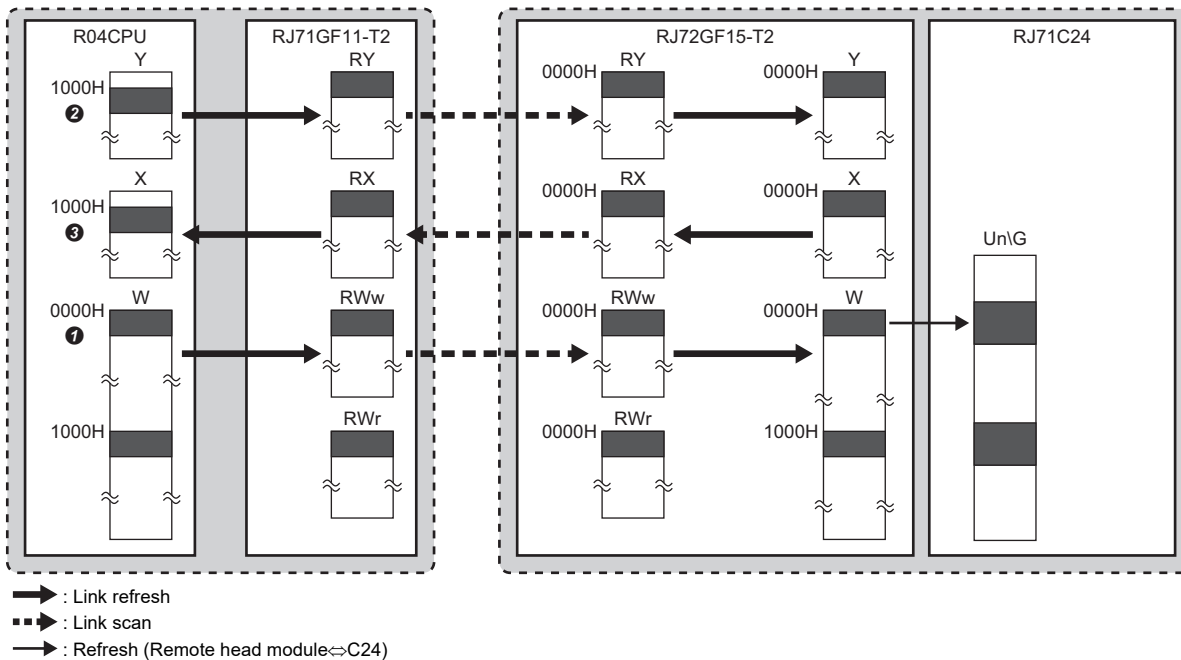 R04CPU
RJ71GF11-T2
RJ72GF15-T2
RJ71C24
Y
RY
RY
Y
1000H
0000H
0000H
❷
X
RX
RX
X
1000H
0000H
0000H
❸
Un\G
W
RWw
RWw
W
0000H
0000H
0000H
❶
RWr
RWr
1000H
0000H
1000H
: Link refresh
: Link scan
: Refresh (Remote head module⇔C24)